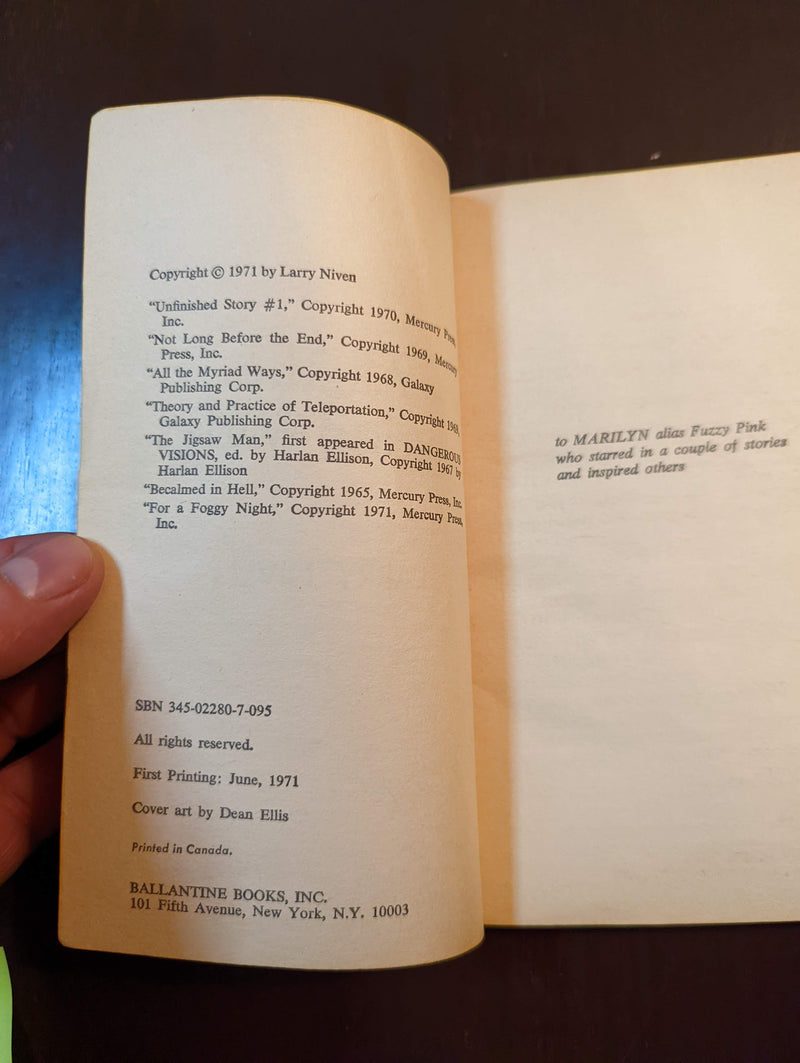 Copyright © 1971 by Larry Niven
“Unfinished Story #1,” Copyright 1970, Mercury Press,
Inc.
“Not Long Before the End,” Copyright 1969, Mercury
Press, Inc.
“All the Myriad Ways,” Copyright 1968, Galaxy
Publishing Corp.
“Theory and Practice of Teleportation,” Copyright 1969,
Galaxy Publishing Corp.
“The Jigsaw Man,” first appeared in DANGEROUS
VISIONS, ed. by Harlan Ellison, Copyright 1967 by
Harlan Ellison
“Becalmed in Hell,” Copyright 1965, Mercury Press, Inc.
“For a Foggy Night,” Copyright 1971, Mercury Press,
Inc.
SBN 345-02280-7-095
All rights reserved.
First Printing: June, 1971
Cover art by Dean Ellis
Printed in Canada.
BALLANTINE BOOKS, INC.
101 Fifth Avenue, New York, N.Y. 10003
to MARILYN alias Fuzzy Pink
who starred in a couple of stories
and inspired others